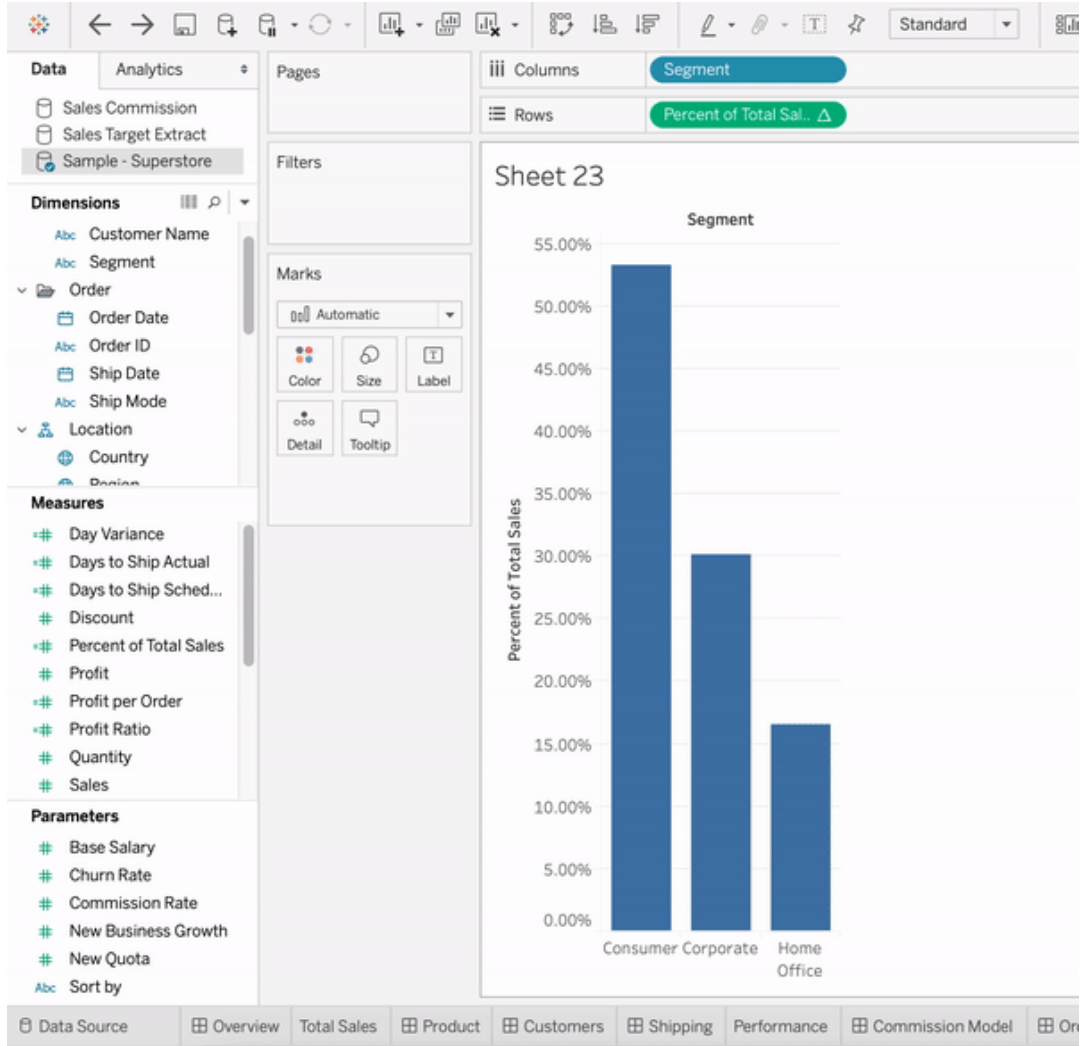 Standard
Data
Analytics
Sales Commission
Sales Target Extract
Sample - Superstore
Dimensions
Abc Customer Name
Abc Segment
Order
Order Date
Abc Order ID
Ship Date
Abc Ship Mode
Location
Country
Region
Measures
=# Day Variance
=# Days to Ship Actual
=# Days to Ship Sched...
# Discount
=# Percent of Total Sales
# Profit
=# Profit per Order
=# Profit Ratio
# Quantity
# Sales
Parameters
# Base Salary
# Churn Rate
# Commission Rate
# New Business Growth
# New Quota
Abc Sort by
Pages
Filters
Marks
Automatic
Color
Size
T
Label
Detail
Tooltip
Columns
Segment
Rows
Percent of Total Sal.. Δ
Sheet 23
Segment
55.00%
50.00%
45.00%
40.00%
35.00%
30.00%
25.00%
20.00%
15.00%
10.00%
5.00%
0.00%
Percent of Total Sales
Consumer
Corporate
Home
Office
Data Source
Overview
Total Sales
Product
Customers
Shipping
Performance
Commission Model